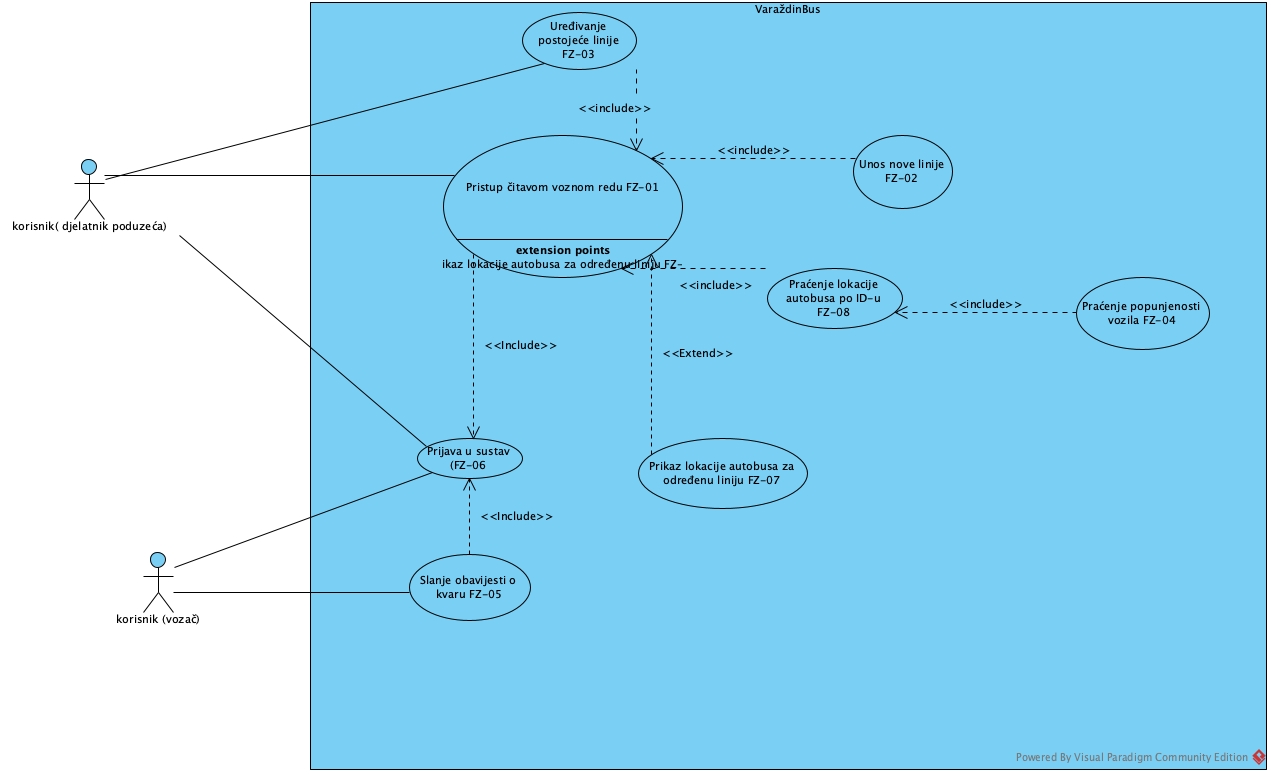 VaraždinBus
Uređivanje
postojeće linije
FZ-03
<<include>>
<<include>>
Unos nove linije
FZ-02
Pristup čitavom voznom redu FZ-01
korisnik( djelatnik poduzeća)
extension points
ikaz lokacije autobusa za određenu liniju FZ-
<<include>>
Praćenje lokacije
autobusa po ID-u
FZ-08
<<include>>
Praćenje popunjenosti
vozila FZ-04
<<Include>>
<<Extend>>
Prijava u sustav
(FZ-06
Prikaz lokacije autobusa za
određenu liniju FZ-07
<<Include>>
Slanje obavijesti o
kvaru FZ-05
korisnik (vozač)
Powered By Visual Paradigm Community Edition